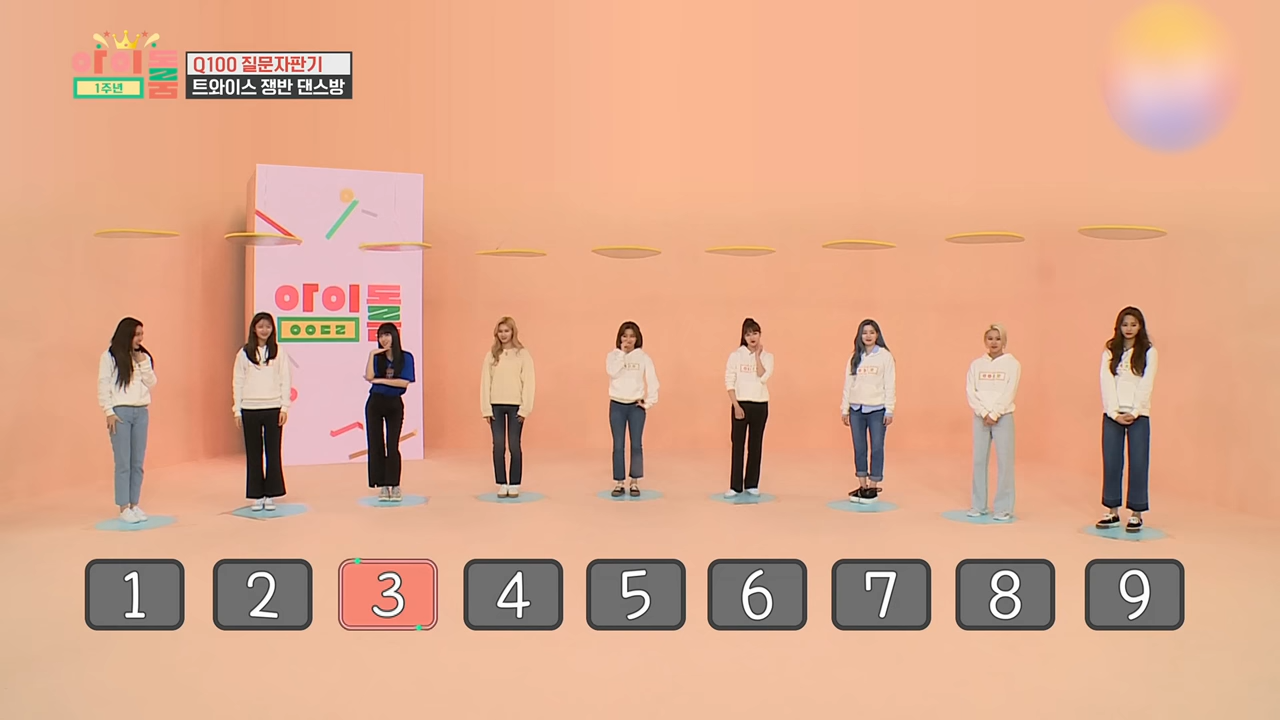 아이돌룸
1주년
Q100 질문자판기
트와이스 쟁반 댄스방
아이돌룸
1 2 3 4 5 6 7 8 9